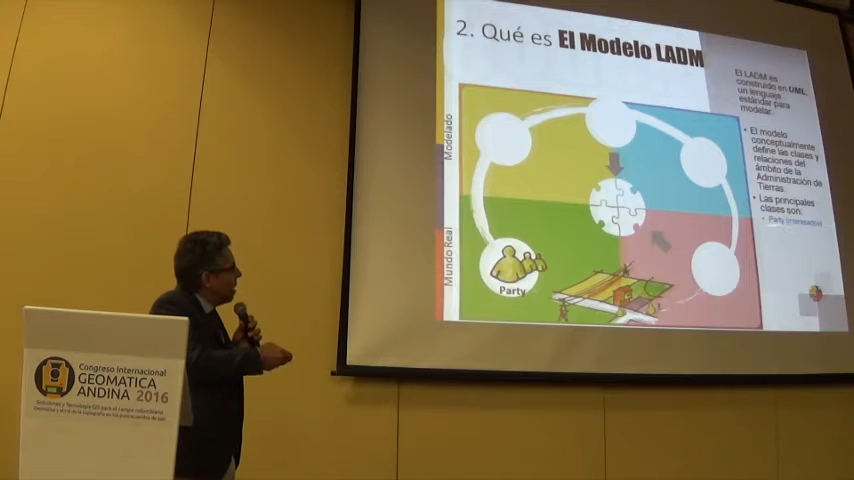 2. Qué es El Modelo LADM
El LADM es
construido en UML,
un lenguaje
estándar para
modelar.
• El modelo
conceptualmente
define las clases y
relaciones del
ámbito de la
Administración de
Tierras.
• Las principales
clases son:
• Party (Interesados)
Modelado
Mundo Real
Party
Congreso Internacional
GEOMÁTICA
ANDINA 2016